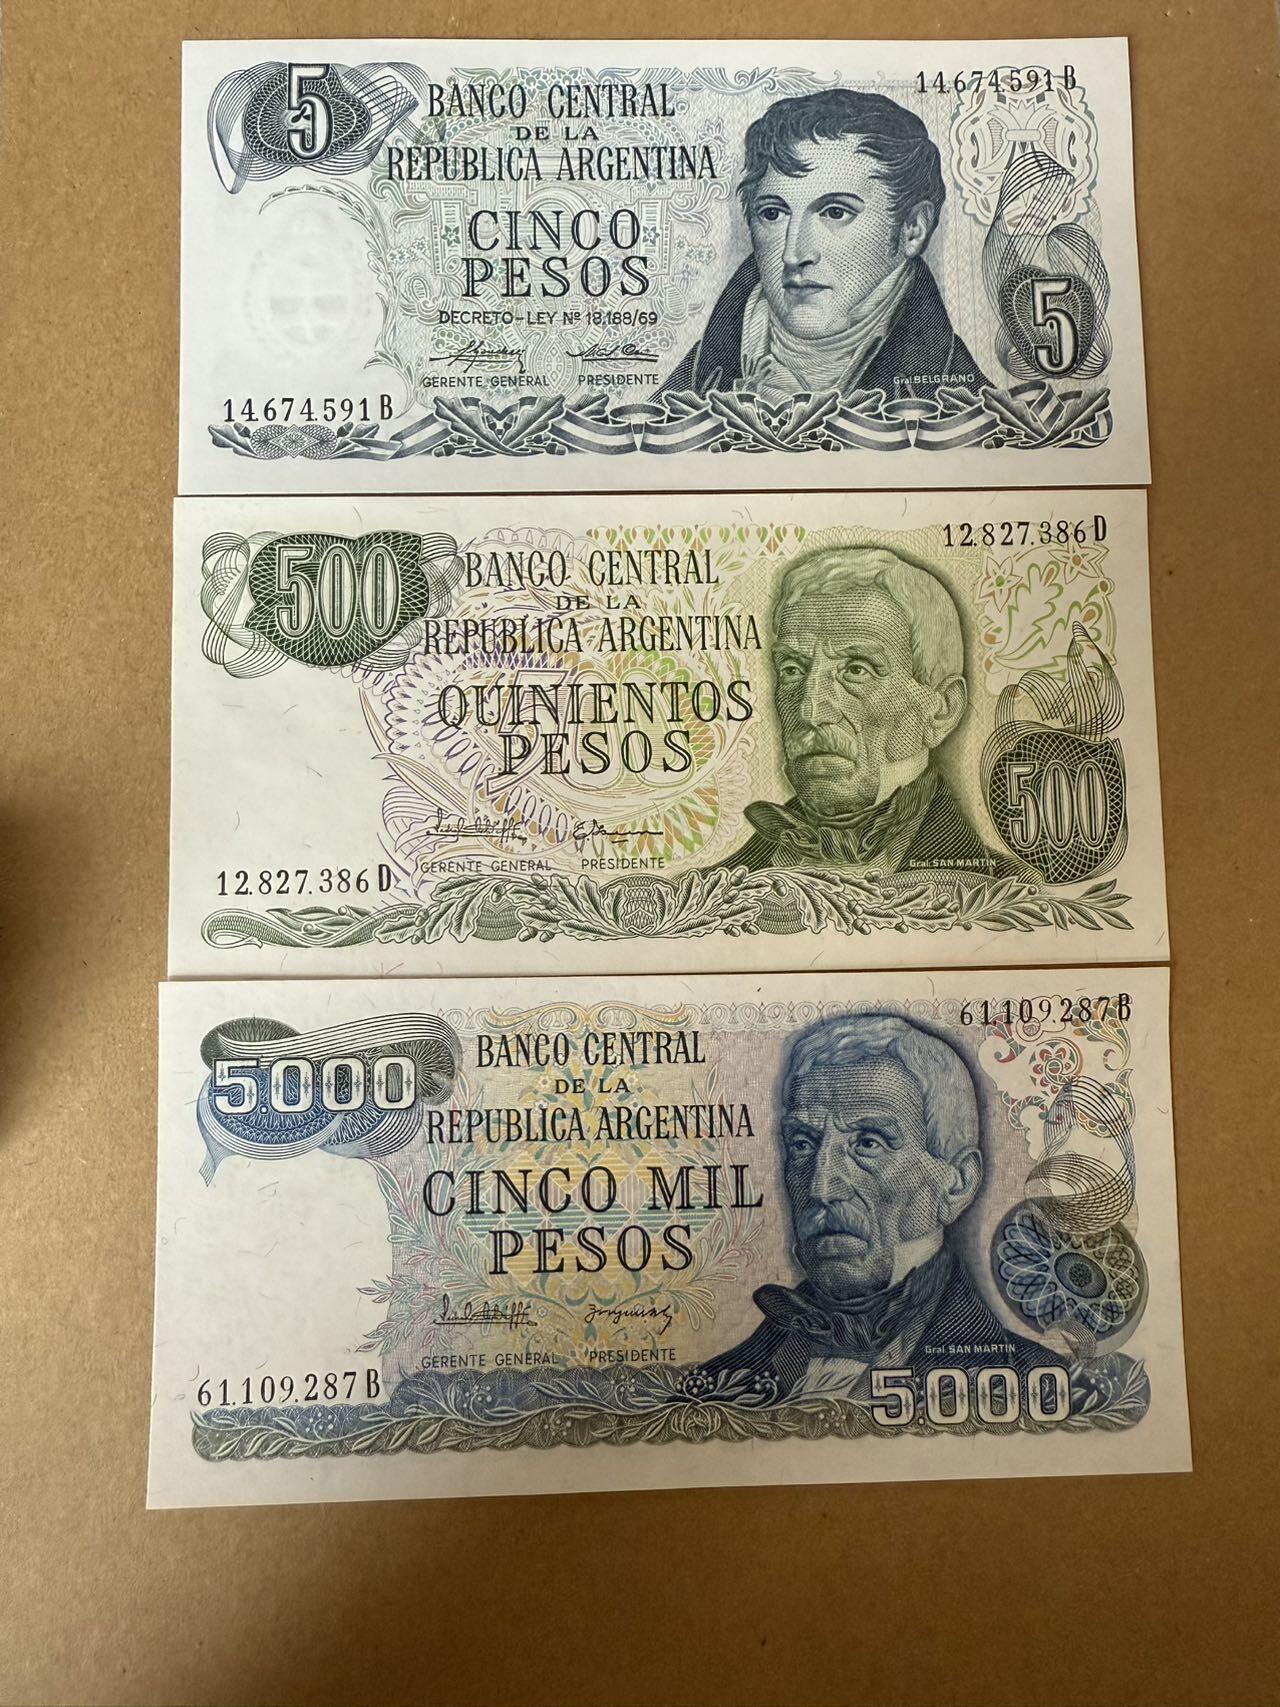 5
14.674.591 B
BANCO CENTRAL
DE LA
REPUBLICA ARGENTINA
CINCO
PESOS
DECRETO-LEY Nº 18.188/69
GERENTE GENERAL PRESIDENTE
Gral. BELGRANO
5
14.674.591 B
500
12.827.386 D
BANCO CENTRAL
DE LA
REPUBLICA ARGENTINA
QUINIENTOS
PESOS
GERENTE GENERAL PRESIDENTE
Gral. SAN MARTIN
500
12.827.386 D
5.000
61.109.287 B
BANCO CENTRAL
DE LA
REPUBLICA ARGENTINA
CINCO MIL
PESOS
GERENTE GENERAL PRESIDENTE
Gral. SAN MARTIN
61.109.287 B
5.000